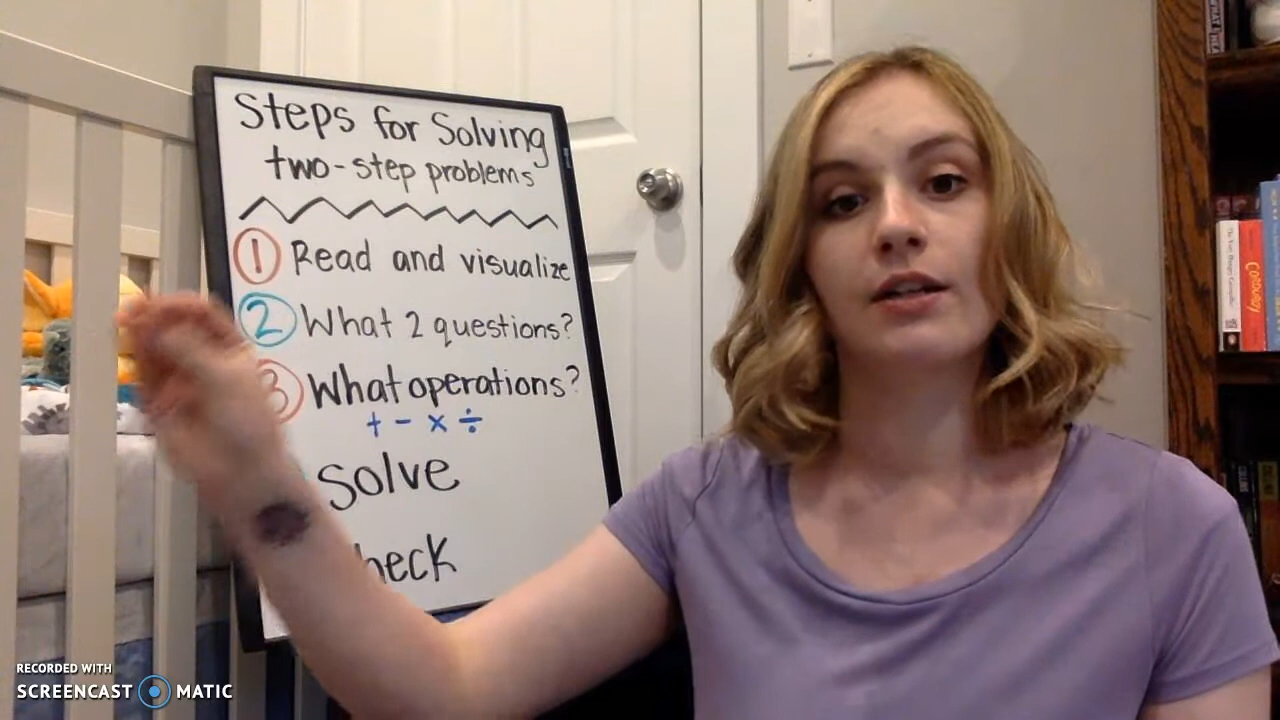 Steps for Solving
two-step problems
1 Read and visualize
2 What 2 questions?
3 What operations?
+ - × ÷
Solve
heck
RECORDED WITH
SCREENCAST MATIC